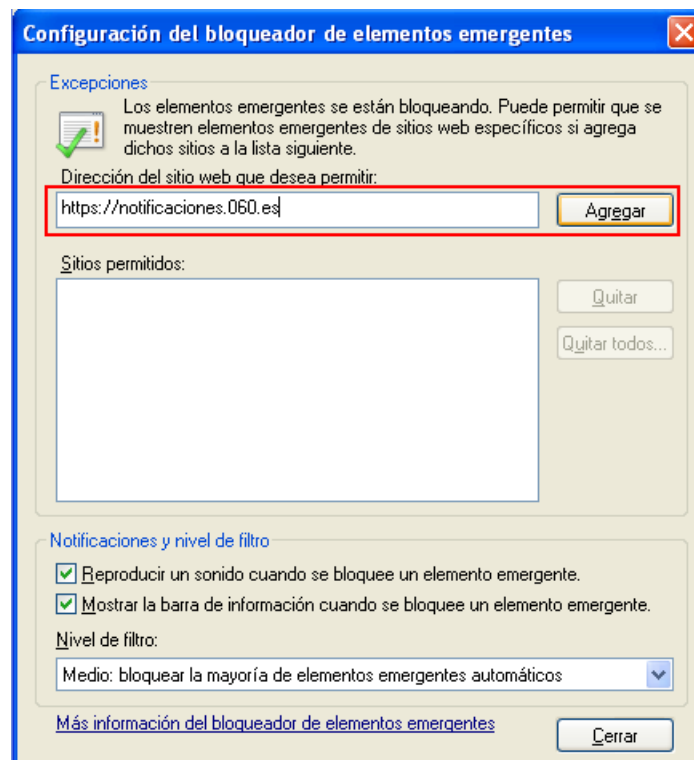 Configuración del bloqueador de elementos emergentes
Excepciones
Los elementos emergentes se están bloqueando. Puede permitir que se
muestren elementos emergentes de sitios web específicos si agrega
dichos sitios a la lista siguiente.
Dirección del sitio web que desea permitir:
https://notificaciones.060.es
Agregar
Sitios permitidos:
Quitar
Quitar todos...
Notificaciones y nivel de filtro
Reproducir un sonido cuando se bloquee un elemento emergente.
Mostrar la barra de información cuando se bloquee un elemento emergente.
Nivel de filtro:
Medio: bloquear la mayoría de elementos emergentes automáticos
Más información del bloqueador de elementos emergentes
Cerrar